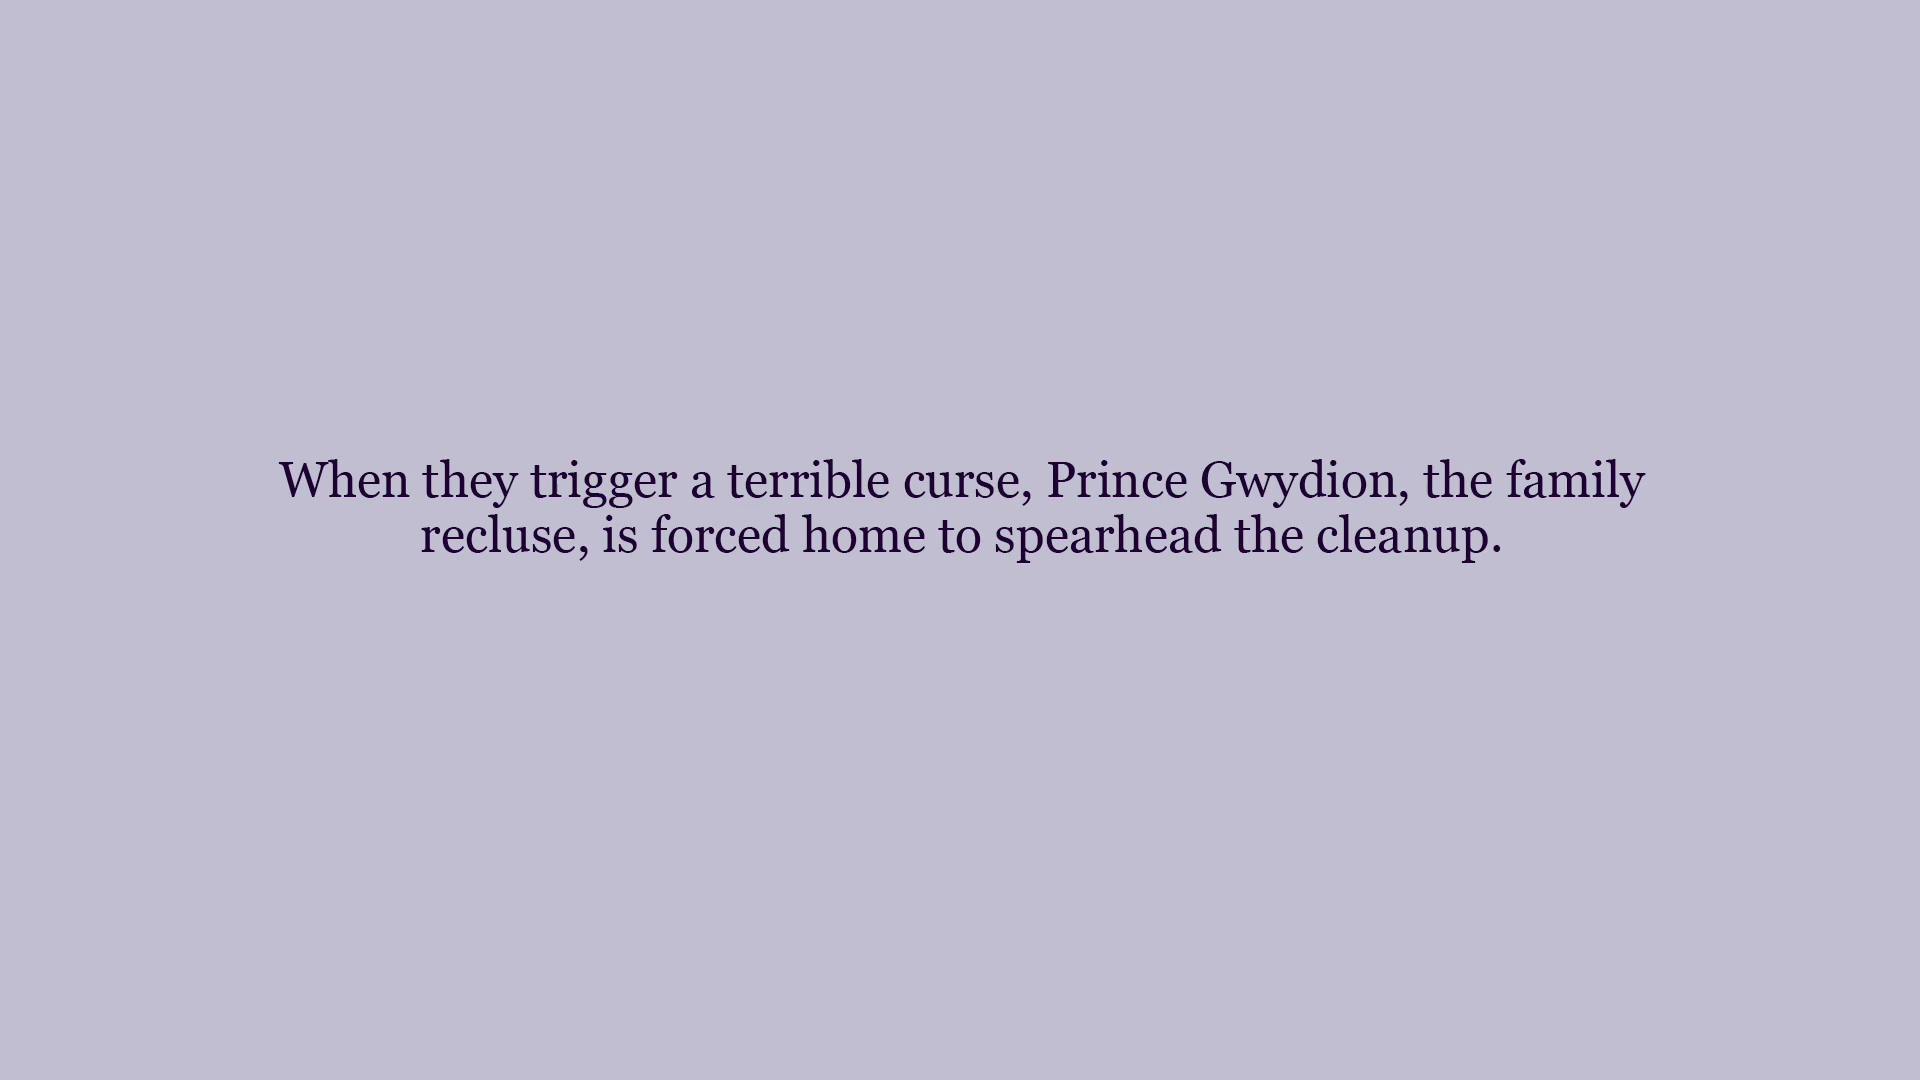 When they trigger a terrible curse, Prince Gwydion, the family
recluse, is forced home to spearhead the cleanup.